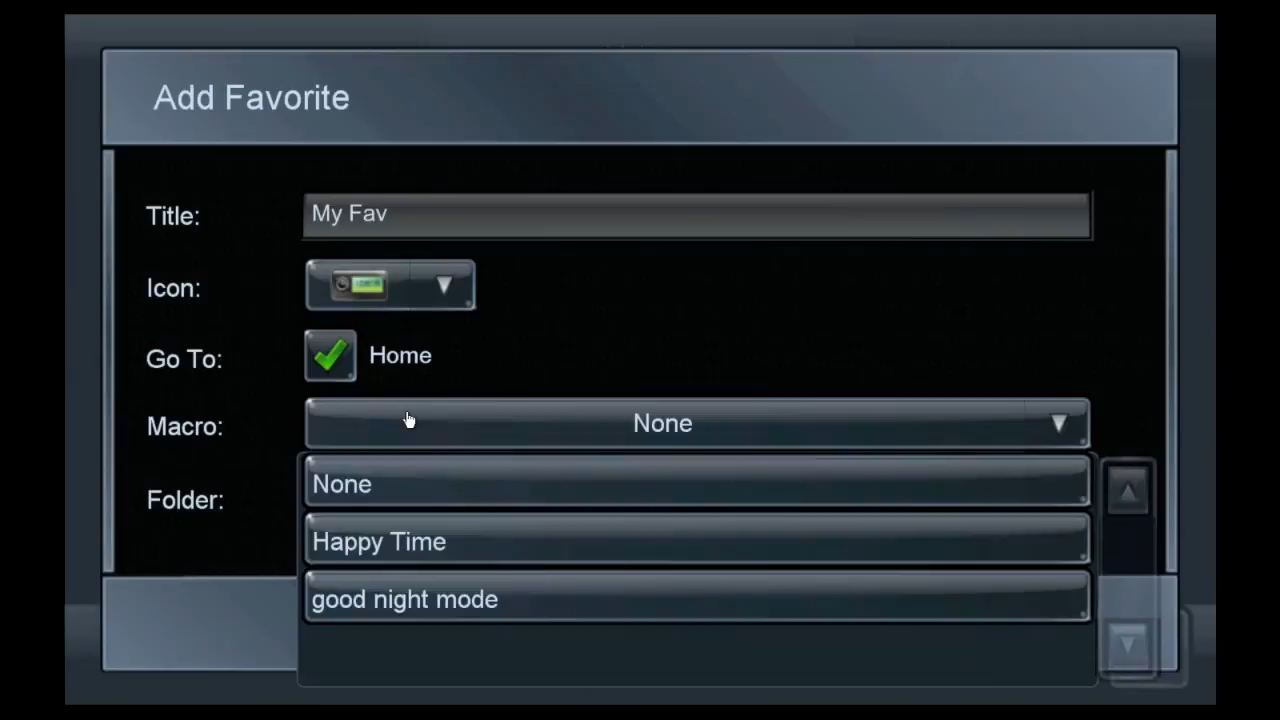 Add Favorite
Title: My Fav
Icon:
Go To: Home
Macro: None
None
Folder:
Happy Time
good night mode